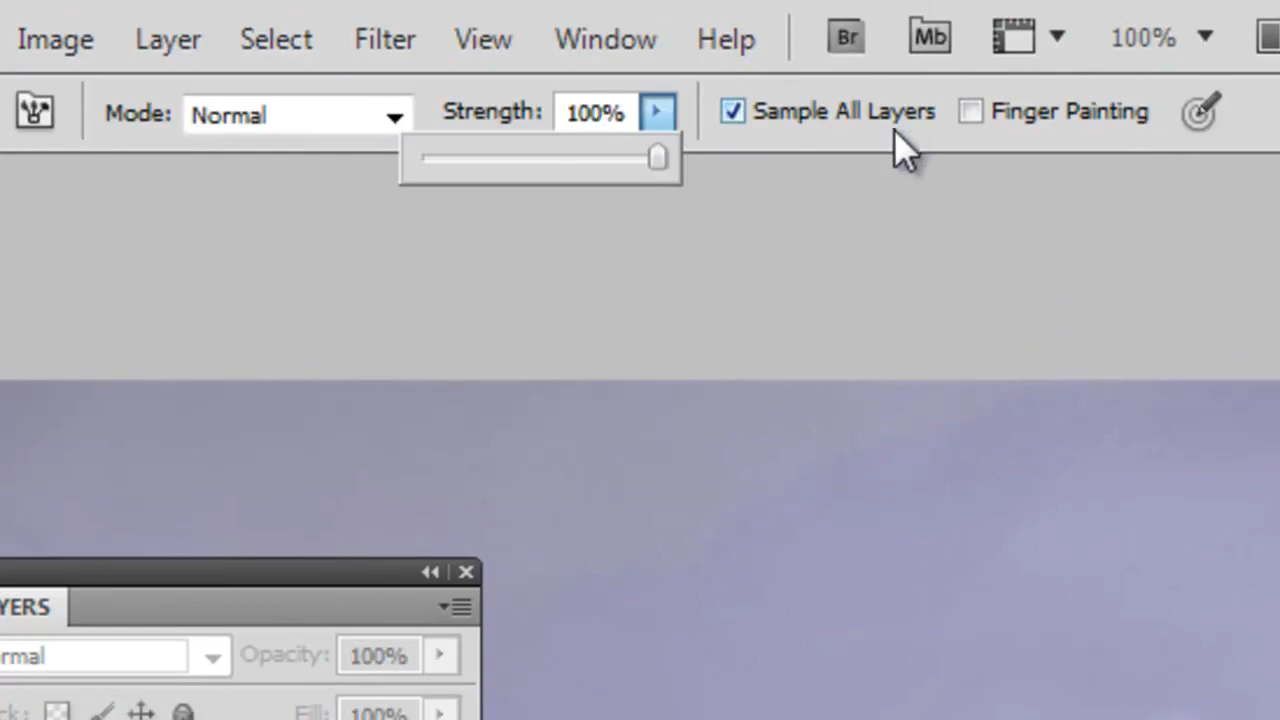 Image Layer Select Filter View Window Help Br Mb 100%
Mode: Normal Strength: 100% Sample All Layers Finger Painting
YERS
rmal Opacity: 100%
ck: Fill: 100%